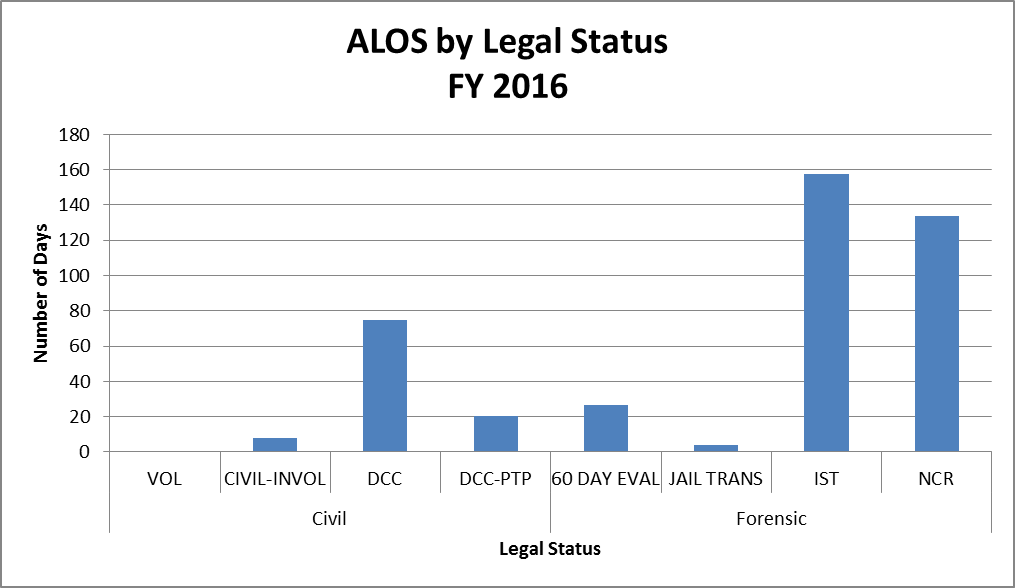 ALOS by Legal Status
FY 2016
180
160
140
120
100
80
60
40
20
0
Number of Days
VOL CIVIL-INVOL DCC DCC-PTP 60 DAY EVAL JAIL TRANS IST NCR
Civil Forensic
Legal Status